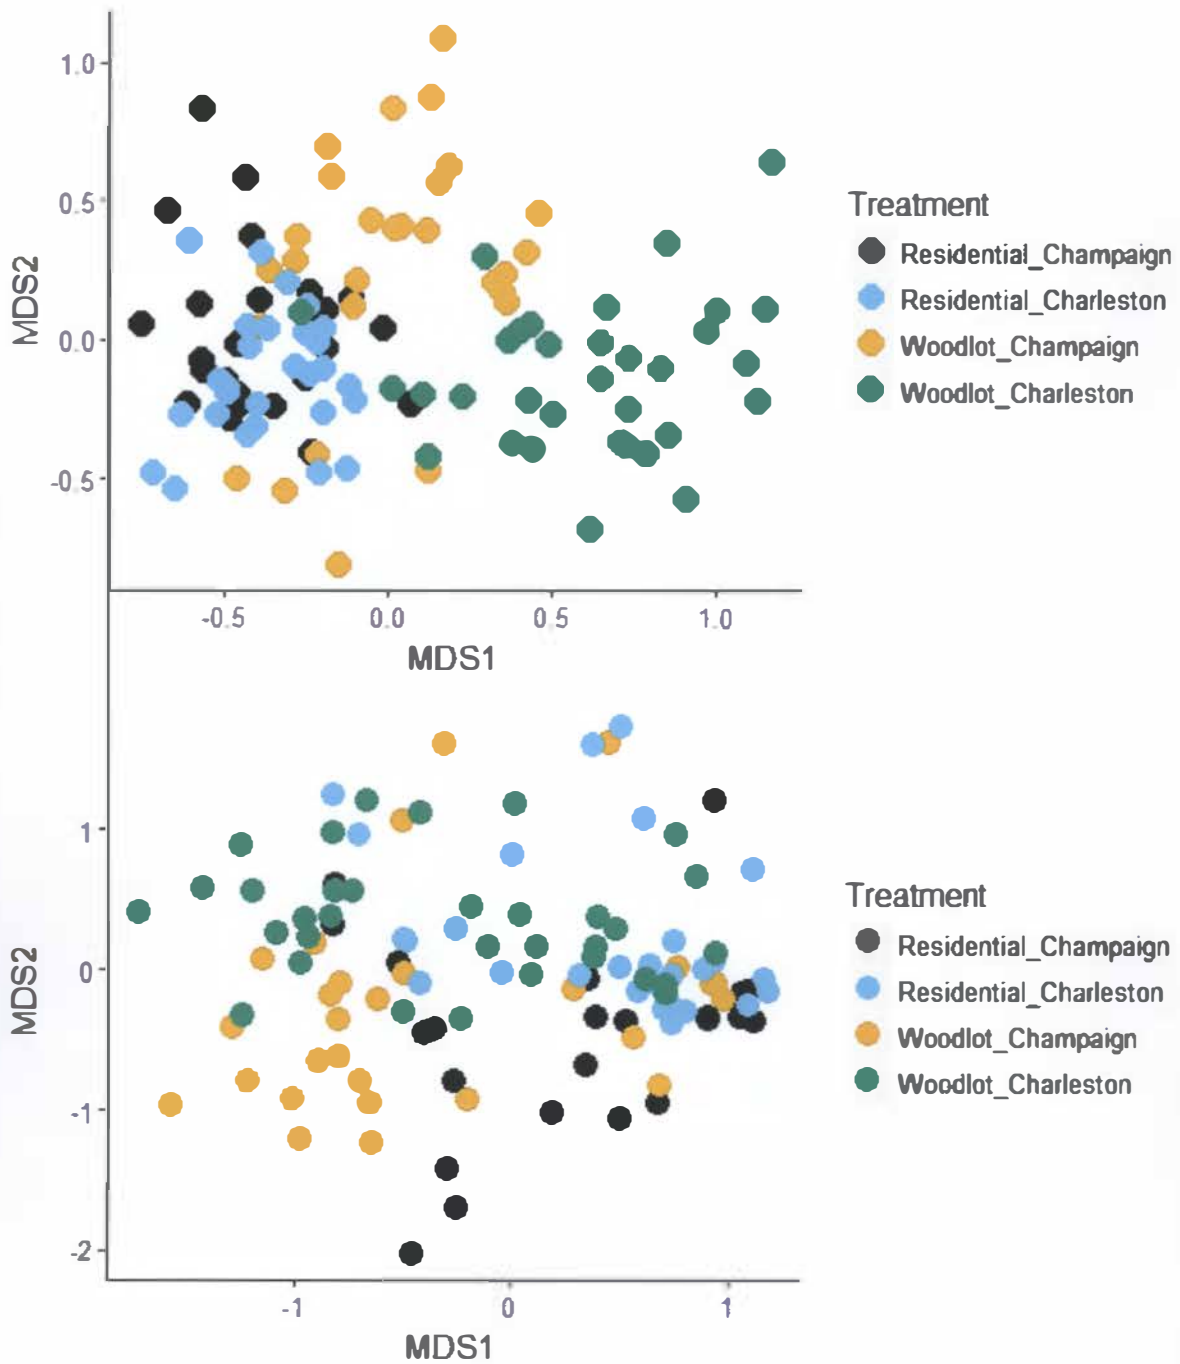 1.0
0.5
0.0
-0.5
MDS2
-0.5 0.0 0.5 1.0
MDS1
Treatment
Residential_Champaign
Residential_Charleston
Woodlot_Champaign
Woodlot_Charleston
1
0
-1
-2
MDS2
-1 0 1
MDS1
Treatment
Residential_Champaign
Residential_Charleston
Woodlot_Champaign
Woodlot_Charleston